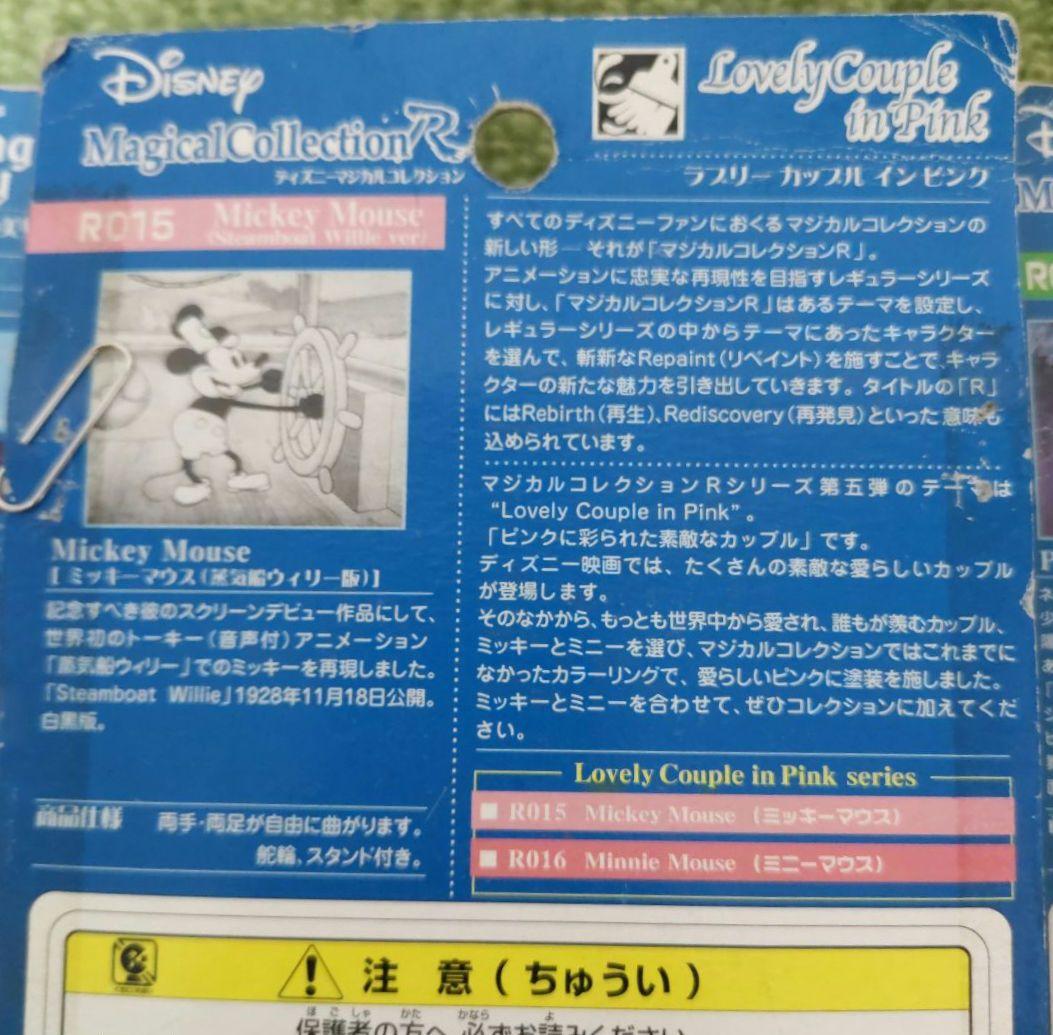 Disney
MagicalCollectionR
ディズニーマジカルコレクション
R015 Mickey Mouse
(Steamboat Willie ver)
Mickey Mouse
[ミッキーマウス(蒸気船ウィリー版)]
記念すべき彼のスクリーンデビュー作品にして、
世界初のトーキー(音声付)アニメーション
「蒸気船ウィリー」でのミッキーを再現しました。
「Steamboat Willie」1928年11月18日公開。
白黒版。
商品仕様 両手・両足が自由に曲がります。
舵輪、スタンド付き。
Lovely Couple
in Pink
ラブリー カップル イン ピンク
すべてのディズニーファンにおくるマジカルコレクションの
新しい形― それが「マジカルコレクションR」。
アニメーションに忠実な再現性を目指すレギュラーシリーズ
に対し、「マジカルコレクションR」はあるテーマを設定し、
レギュラーシリーズの中からテーマにあったキャラクター
を選んで、斬新なRepaint(リペイント)を施すことで、キャラ
クターの新たな魅力を引き出していきます。タイトルの「R」
にはRebirth(再生)、Rediscovery(再発見)といった意味も
込められています。
マジカルコレクションRシリーズ第五弾のテーマは
“Lovely Couple in Pink”。
「ピンクに彩られた素敵なカップル」です。
ディズニー映画では、たくさんの素敵な愛らしいカップル
が登場します。
そのなかから、もっとも世界中から愛され、誰もが羨むカップル、
ミッキーとミニーを選び、マジカルコレクションではこれまでに
なかったカラーリングで、愛らしいピンクに塗装を施しました。
ミッキーとミニーを合わせて、ぜひコレクションに加えてくだ
さい。
Lovely Couple in Pink series
■ R015 Mickey Mouse (ミッキーマウス)
■ R016 Minnie Mouse (ミニーマウス)
注意(ちゅうい)
保護者の方へ 必ずお読みください